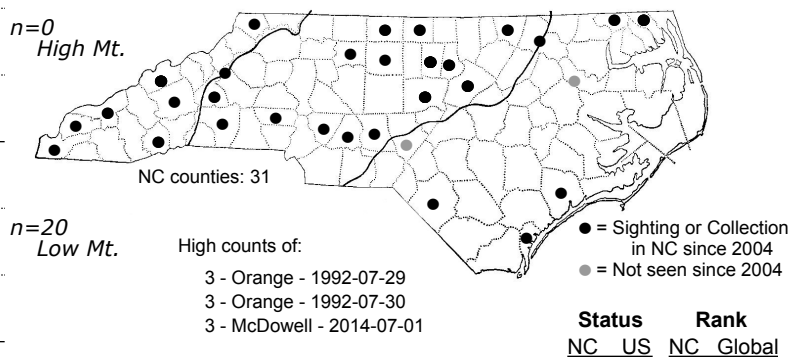 n=0
High Mt.
NC counties: 31
n=20
Low Mt.
High counts of:
3 - Orange - 1992-07-29
3 - Orange - 1992-07-30
3 - McDowell - 2014-07-01
● = Sighting or Collection
in NC since 2004
● = Not seen since 2004
Status Rank
NC US NC Global